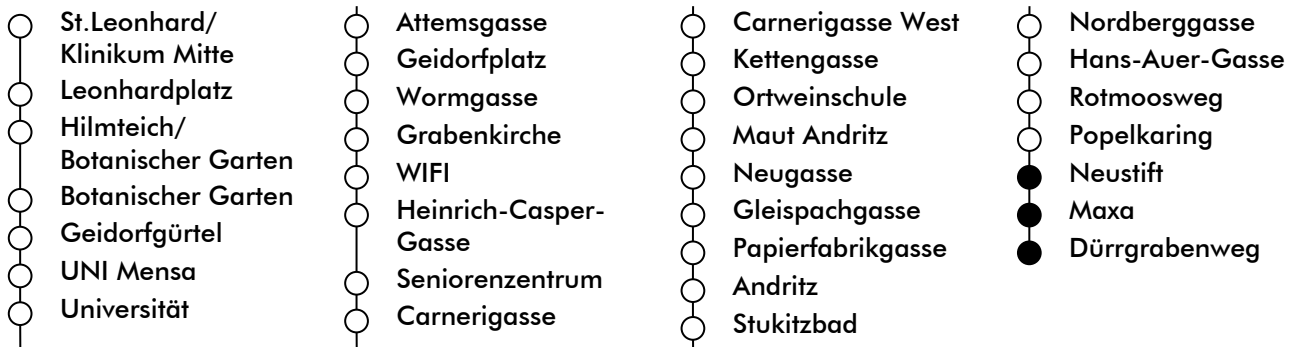 St.Leonhard/
Klinikum Mitte
Leonhardplatz
Hilmteich/
Botanischer Garten
Botanischer Garten
Geidorfgürtel
UNI Mensa
Universität
Attemsgasse
Geidorfplatz
Wormgasse
Grabenkirche
WIFI
Heinrich-Casper-
Gasse
Seniorenzentrum
Carnerigasse
Carnerigasse West
Kettengasse
Ortweinschule
Maut Andritz
Neugasse
Gleispachgasse
Papierfabrikgasse
Andritz
Stukitzbad
Nordberggasse
Hans-Auer-Gasse
Rotmoosweg
Popelkaring
Neustift
Maxa
Dürrgrabenweg